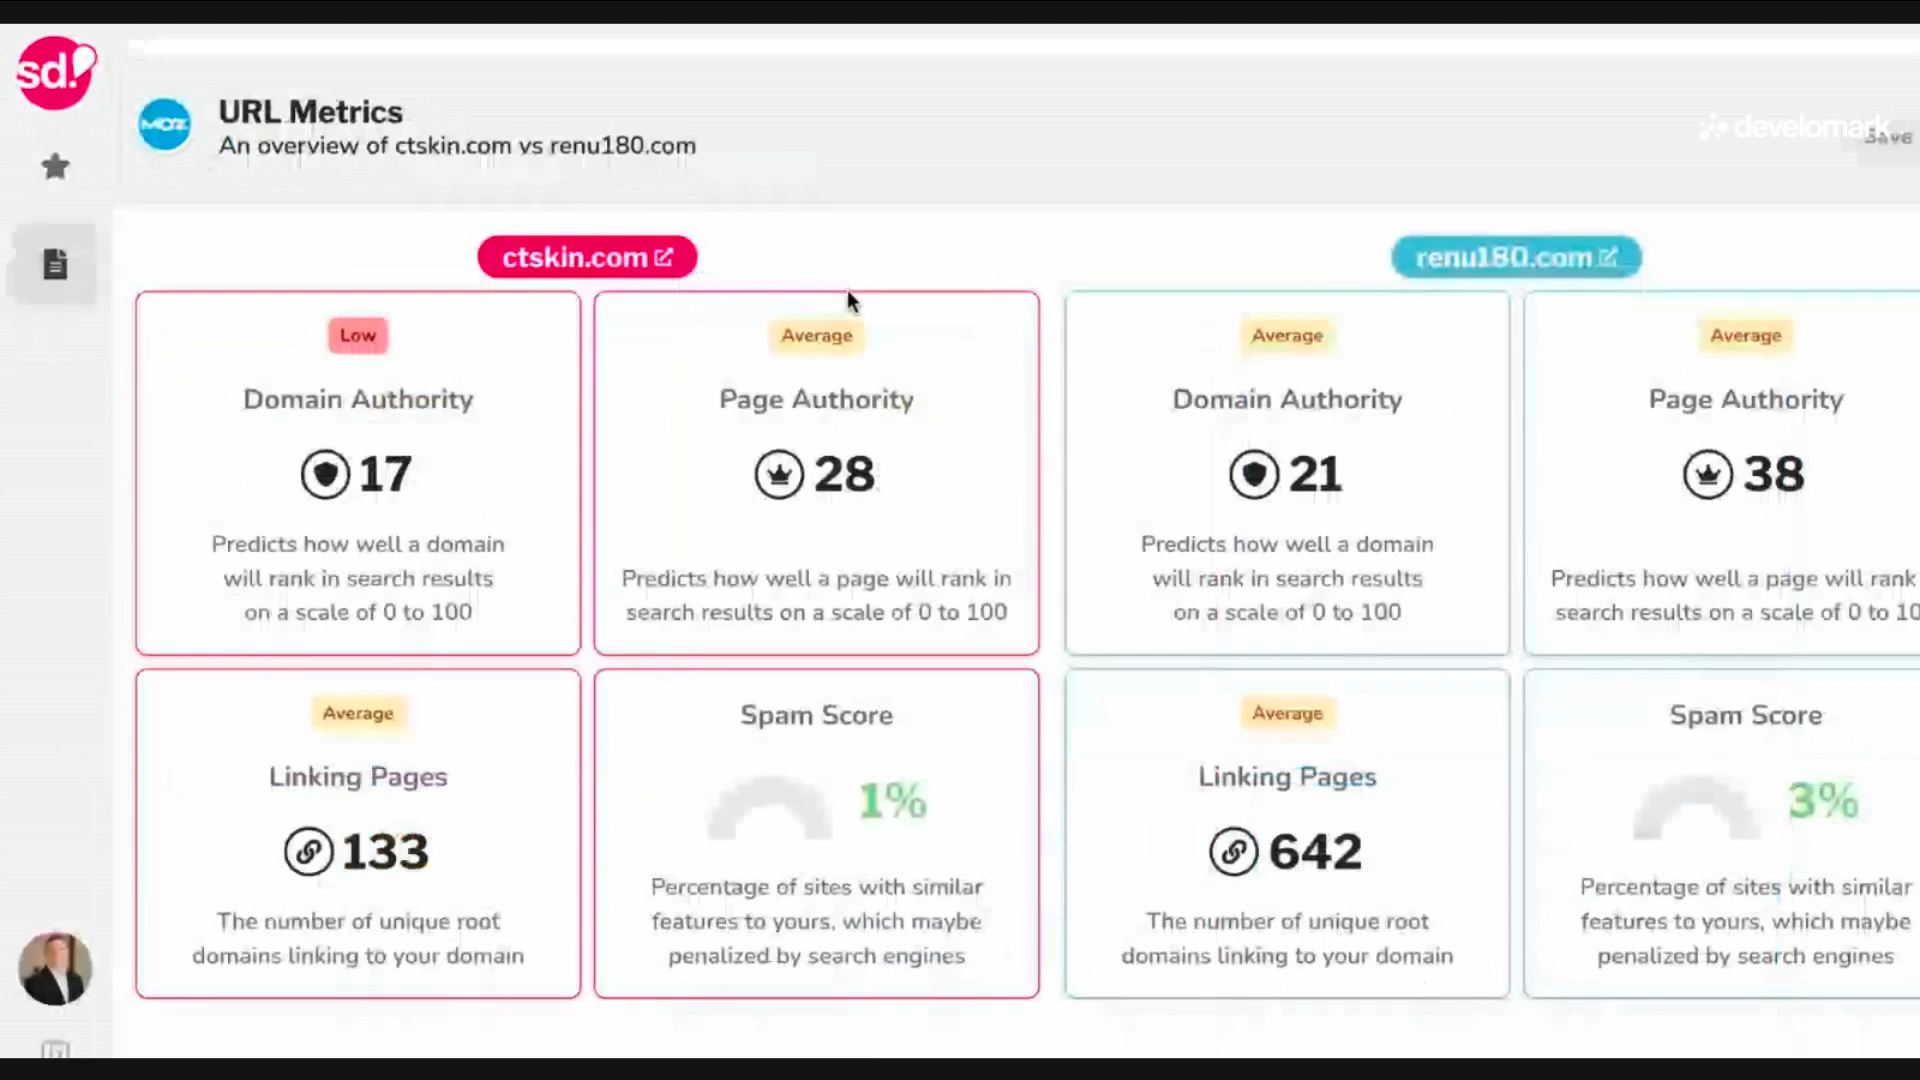 sd!
MOZ
URL Metrics
An overview of ctskin.com vs renu180.com
develomark
Save
ctskin.com
renu180.com
Low
Domain Authority
17
Predicts how well a domain
will rank in search results
on a scale of 0 to 100
Average
Page Authority
28
Predicts how well a page will rank in
search results on a scale of 0 to 100
Average
Domain Authority
21
Predicts how well a domain
will rank in search results
on a scale of 0 to 100
Average
Page Authority
38
Predicts how well a page will rank
search results on a scale of 0 to 10
Average
Linking Pages
133
The number of unique root
domains linking to your domain
Spam Score
1%
Percentage of sites with similar
features to yours, which maybe
penalized by search engines
Average
Linking Pages
642
The number of unique root
domains linking to your domain
Spam Score
3%
Percentage of sites with similar
features to yours, which maybe
penalized by search engines